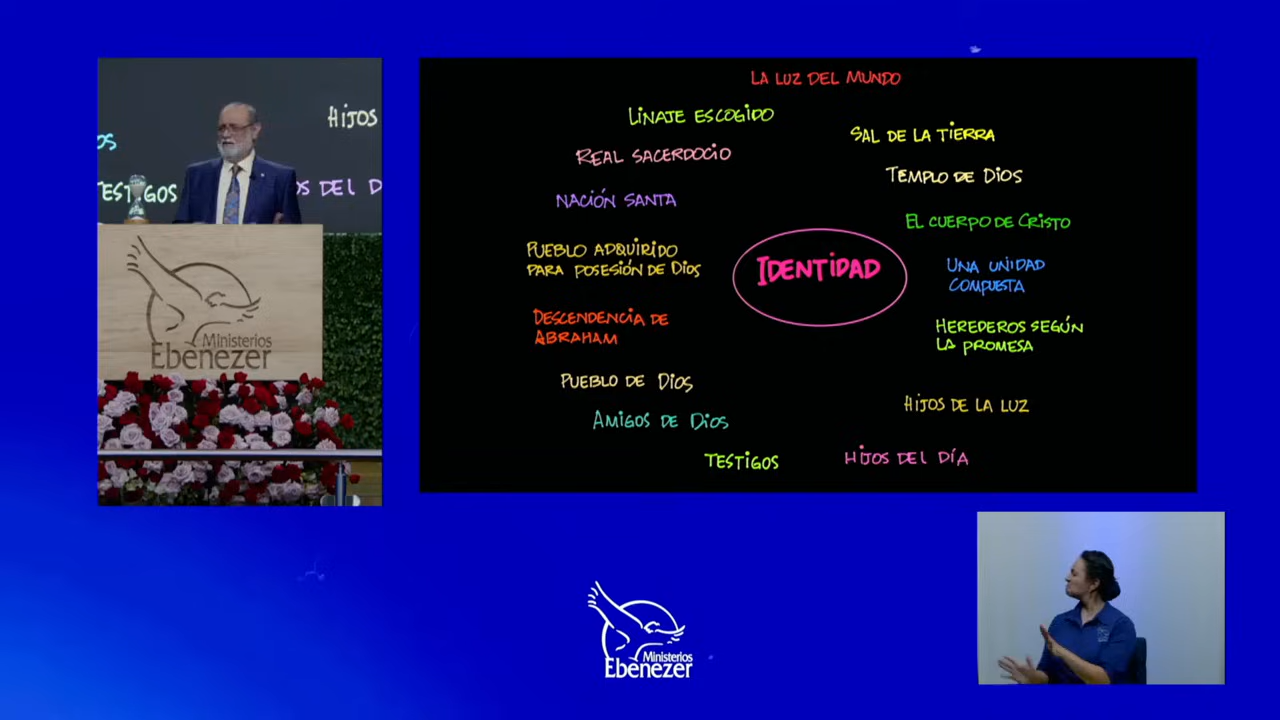 HIJOS
OS
TESTIGOS
OS DEL D
Ministerios
Ebenezer
LA LUZ DEL MUNDO
LINAJE ESCOGIDO
SAL DE LA TIERRA
REAL SACERDOCIO
TEMPLO DE DIOS
NACIÓN SANTA
EL CUERPO DE CRISTO
PUEBLO ADQUIRIDO
PARA POSESIÓN DE DIOS
IDENTIDAD
UNA UNIDAD
COMPUESTA
DESCENDENCIA DE
ABRAHAM
HEREDEROS SEGÚN
LA PROMESA
PUEBLO DE DIOS
HIJOS DE LA LUZ
AMIGOS DE DIOS
TESTIGOS
HIJOS DEL DÍA
Ministerios
Ebenezer